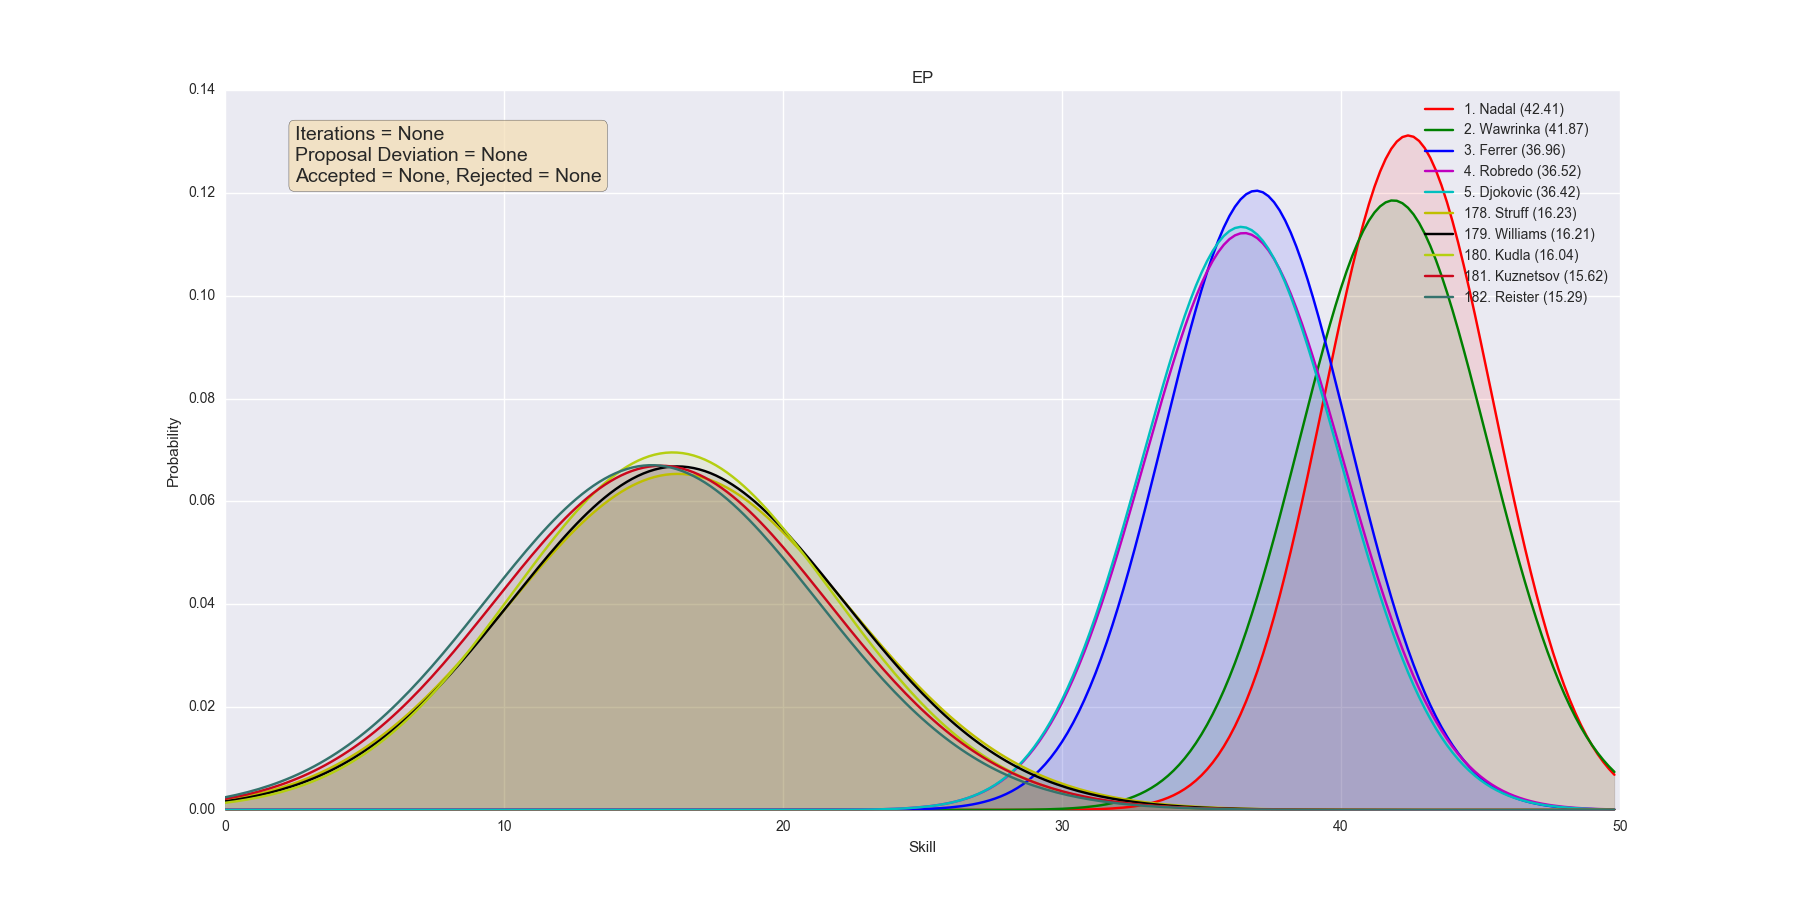 EP
0.14
0.12
0.10
0.08
0.06
0.04
0.02
0.00
Probability
Iterations = None
Proposal Deviation = None
Accepted = None, Rejected = None
1. Nadal (42.41)
2. Wawrinka (41.87)
3. Ferrer (36.96)
4. Robredo (36.52)
5. Djokovic (36.42)
178. Struff (16.23)
179. Williams (16.21)
180. Kudla (16.04)
181. Kuznetsov (15.62)
182. Reister (15.29)
0 10 20 30 40 50
Skill